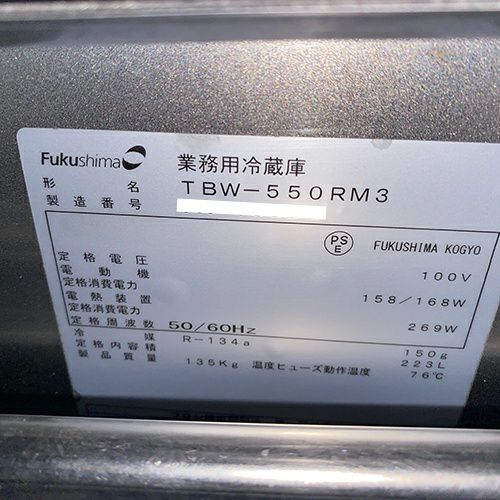 Fukushima 業務用冷蔵庫
形名 TBW-550RM3
製造番号
PSE FUKUSHIMA KOGYO
定格電圧 100V
電動機
定格消費電力 158/168W
電熱装置
定格消費電力 269W
定格周波数 50/60Hz
冷媒 R-134a 150g
定格内容積 223L
製品質量 135Kg 温度ヒューズ動作温度 76℃